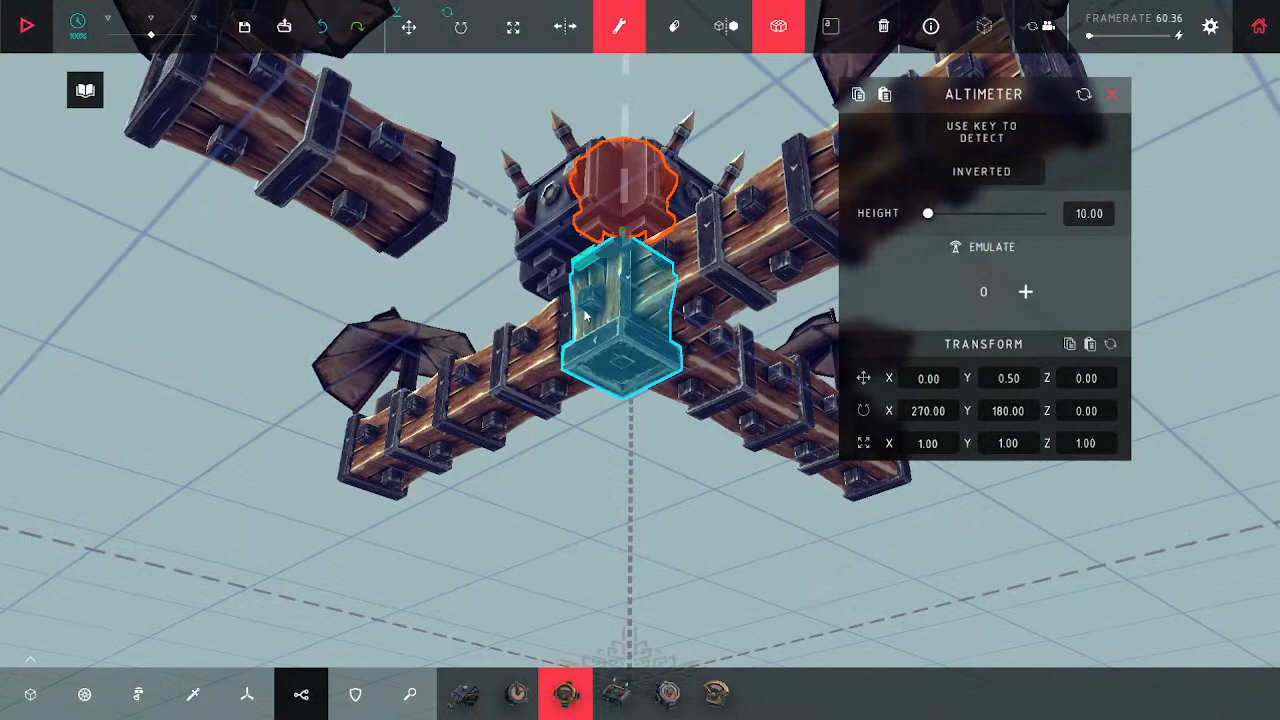 100%
FRAMERATE 60.36
ALTIMETER
USE KEY TO
DETECT
INVERTED
HEIGHT 10.00
EMULATE
0 +
TRANSFORM
X 0.00 Y 0.50 Z 0.00
X 270.00 Y 180.00 Z 0.00
X 1.00 Y 1.00 Z 1.00